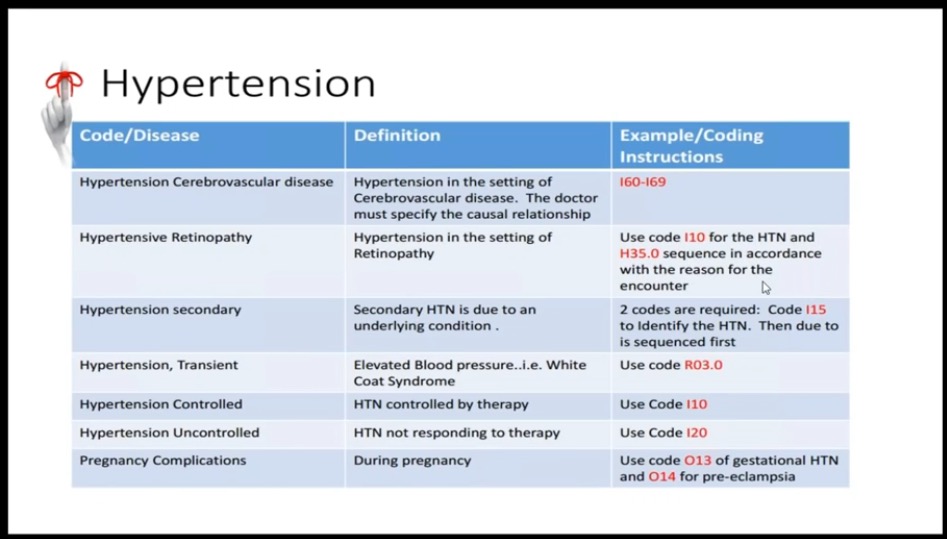 Hypertension
Code/Disease
Definition
Example/Coding
Instructions
Hypertension Cerebrovascular disease
Hypertension in the setting of
Cerebrovascular disease. The doctor
must specify the causal relationship
I60-I69
Hypertensive Retinopathy
Hypertension in the setting of
Retinopathy
Use code I10 for the HTN and
H35.0 sequence in accordance
with the reason for the
encounter
Hypertension secondary
Secondary HTN is due to an
underlying condition .
2 codes are required: Code I15
to Identify the HTN. Then due to
is sequenced first
Hypertension, Transient
Elevated Blood pressure..i.e. White
Coat Syndrome
Use code R03.0
Hypertension Controlled
HTN controlled by therapy
Use Code I10
Hypertension Uncontrolled
HTN not responding to therapy
Use Code I20
Pregnancy Complications
During pregnancy
Use code O13 of gestational HTN
and O14 for pre-eclampsia